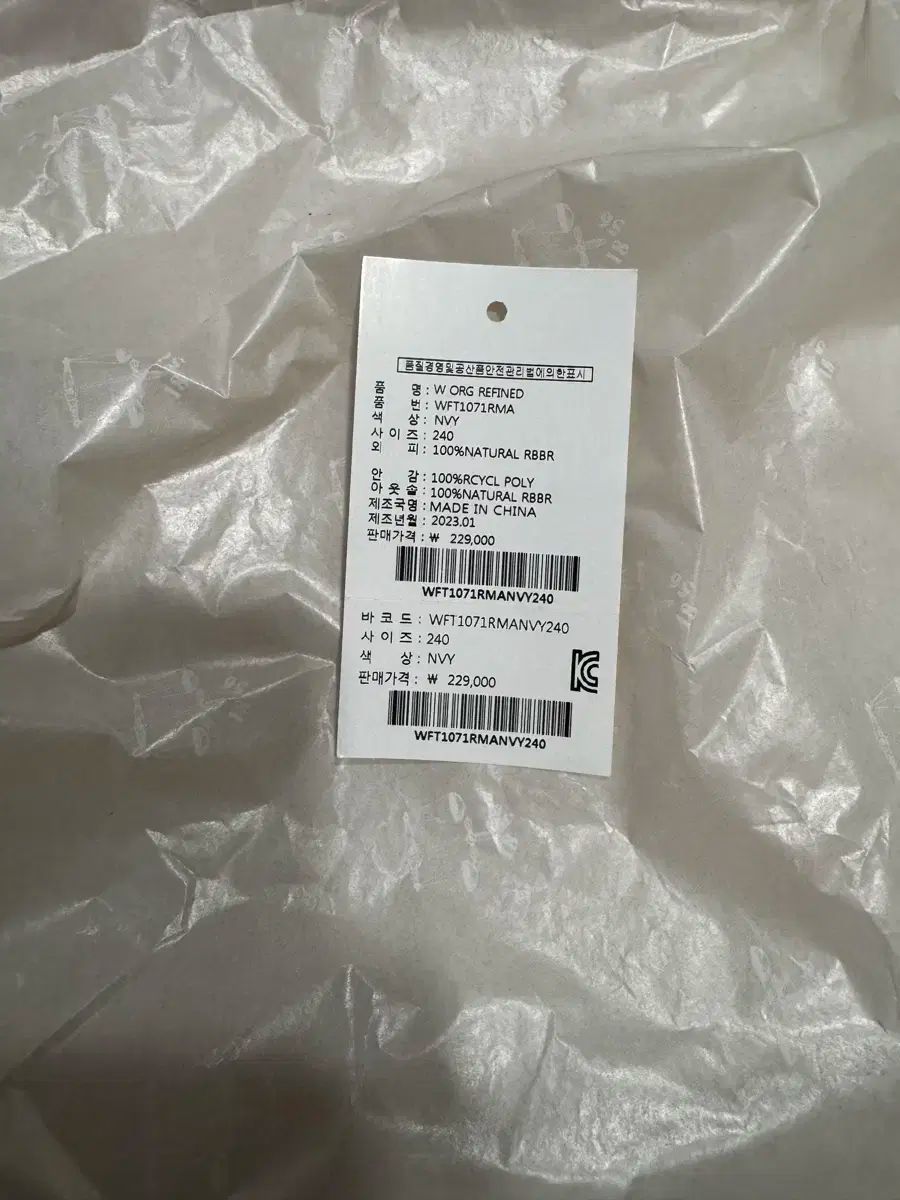 품질경영및공산품안전관리법에의한표시
품 명 : W ORG REFINED
품 번 : WFT1071RMA
색 상 : NVY
사 이 즈 : 240
외 피 : 100%NATURAL RBBR
안 감 : 100%RCYCL POLY
아 웃 솔 : 100%NATURAL RBBR
제조국명 : MADE IN CHINA
제조년월 : 2023.01
판매가격 : ₩ 229,000
WFT1071RMANVY240
바 코 드 : WFT1071RMANVY240
사 이 즈 : 240
색 상 : NVY
판매가격 : ₩ 229,000
WFT1071RMANVY240